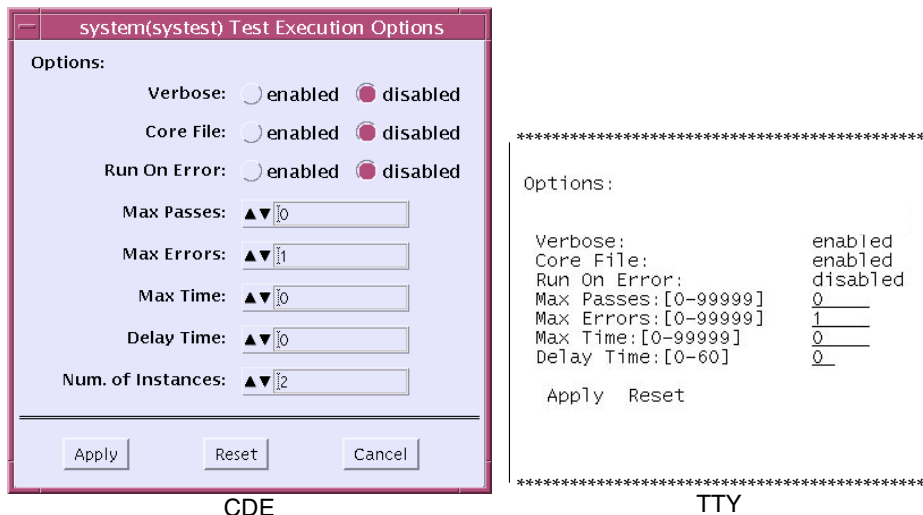 system(systest) Test Execution Options
Options:
Verbose: enabled disabled
Core File: enabled disabled
Run On Error: enabled disabled
Max Passes: 0
Max Errors: 1
Max Time: 0
Delay Time: 0
Num. of Instances: 2
Apply Reset Cancel
CDE
*********************************************
Options:
Verbose: enabled
Core File: enabled
Run On Error: disabled
Max Passes:[0-99999] 0
Max Errors:[0-99999] 1
Max Time:[0-99999] 0
Delay Time:[0-60] 0
Apply Reset
*********************************************
TTY